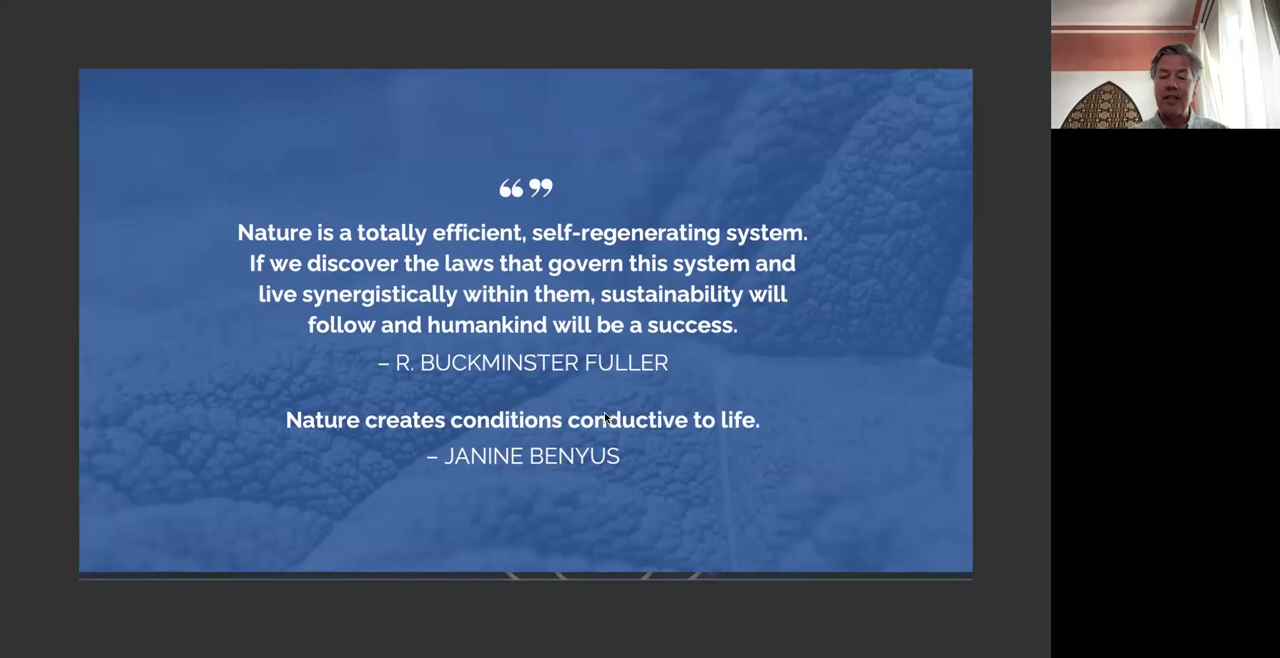 “ ”
Nature is a totally efficient, self-regenerating system.
If we discover the laws that govern this system and
live synergistically within them, sustainability will
follow and humankind will be a success.
– R. BUCKMINSTER FULLER
Nature creates conditions conductive to life.
– JANINE BENYUS